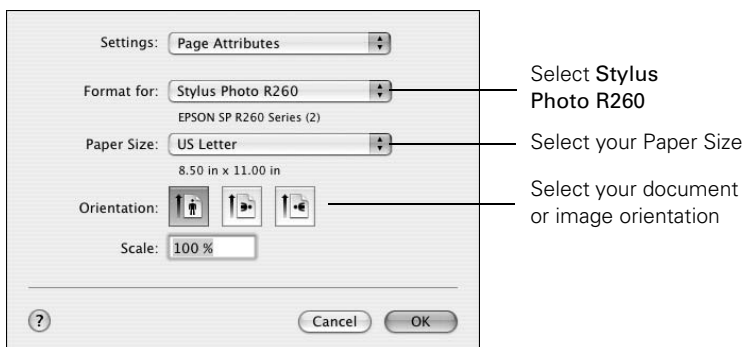 Settings: Page Attributes
Format for: Stylus Photo R260
EPSON SP R260 Series (2)
Paper Size: US Letter
8.50 in x 11.00 in
Orientation:
Scale: 100 %
?
Cancel
OK
Select Stylus
Photo R260
Select your Paper Size
Select your document
or image orientation